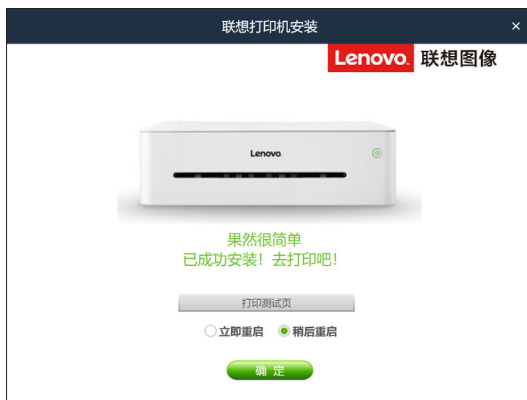 联想打印机安装
×
Lenovo. 联想图像
Lenovo
果然很简单
已成功安装！去打印吧！
打印测试页
立即重启 稍后重启
确 定